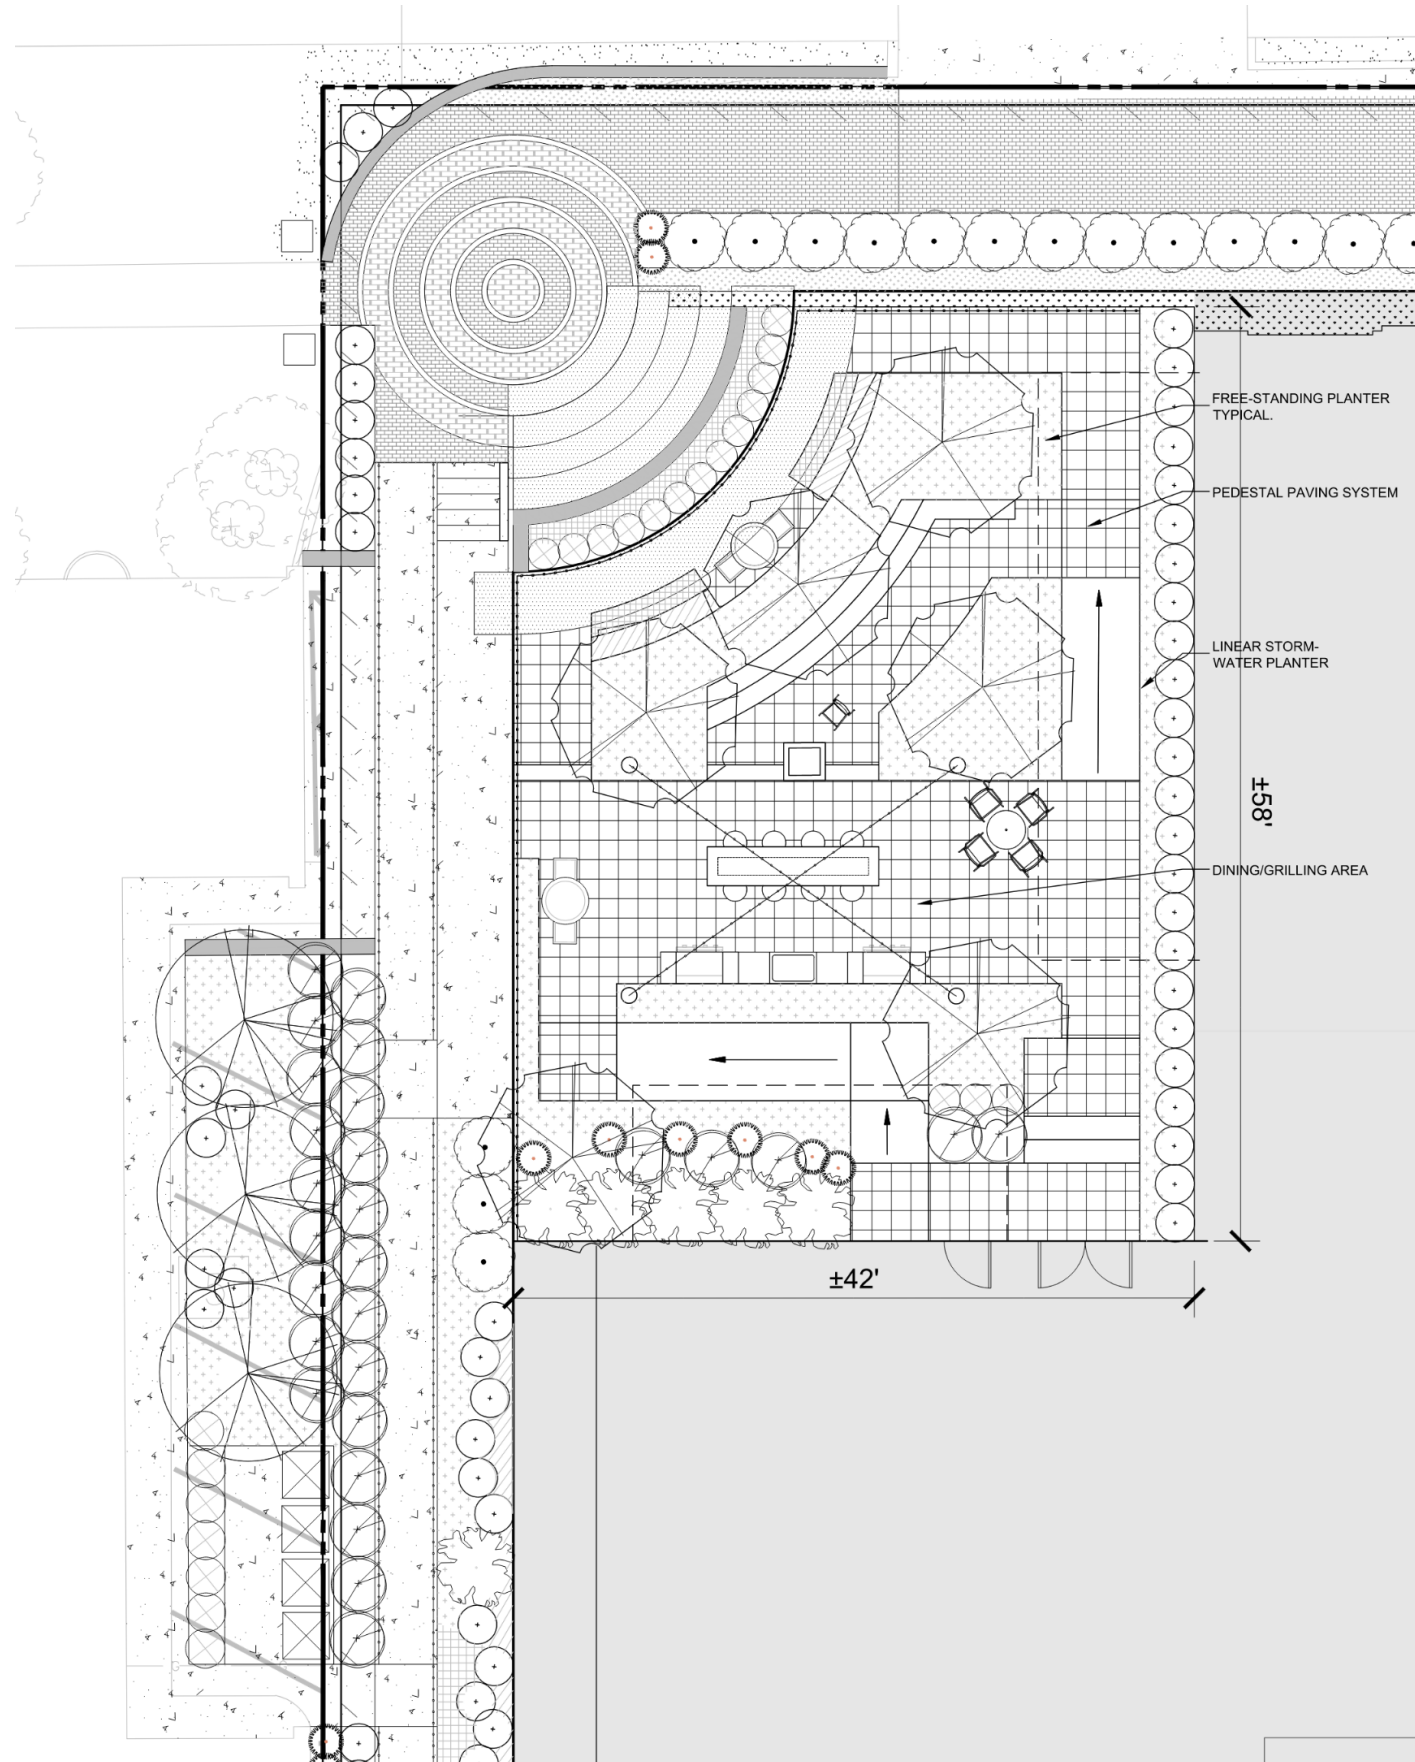 FREE-STANDING PLANTER
TYPICAL.
PEDESTAL PAVING SYSTEM
LINEAR STORM-
WATER PLANTER
±58'
DINING/GRILLING AREA
±42'